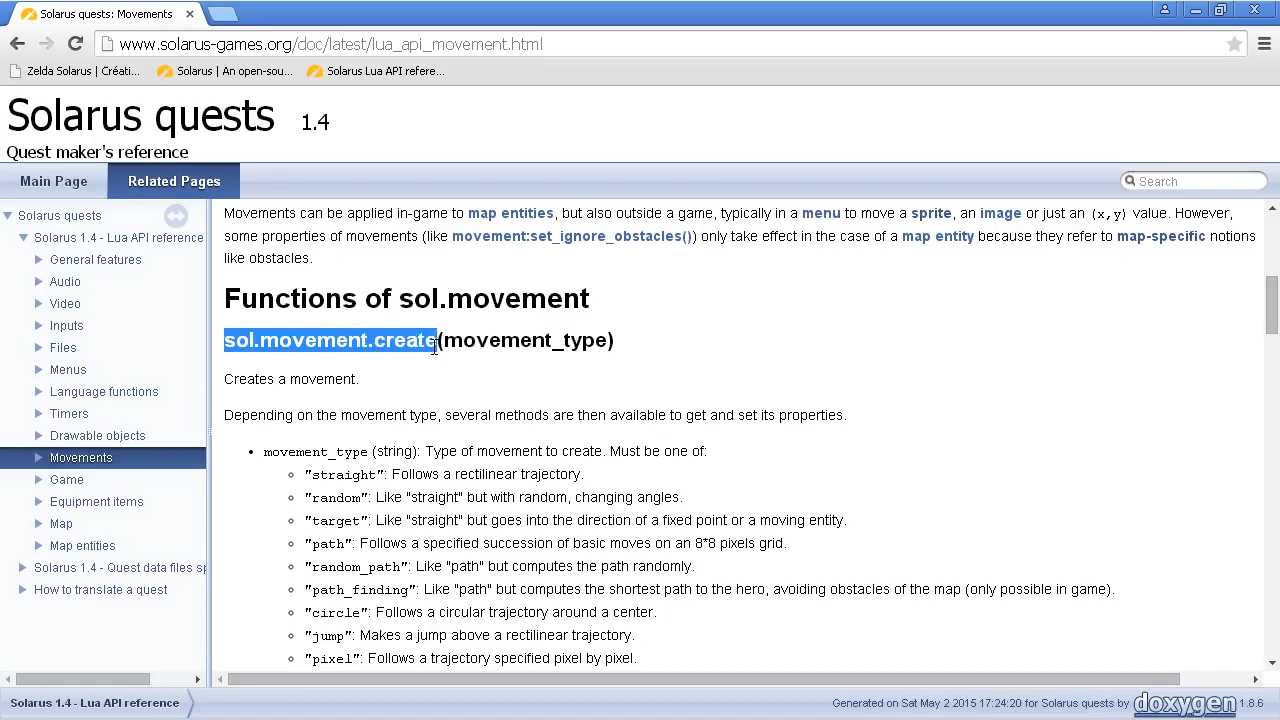 Solarus quests: Movements
www.solarus-games.org/doc/latest/lua_api_movement.html
Zelda Solarus | Créati... Solarus | An open-sou... Solarus Lua API refere...
Solarus quests 1.4
Quest maker's reference
Main Page Related Pages Search
Solarus quests
Solarus 1.4 - Lua API reference
General features
Audio
Video
Inputs
Files
Menus
Language functions
Timers
Drawable objects
Movements
Game
Equipment items
Map
Map entities
Solarus 1.4 - Quest data files sp
How to translate a quest
Movements can be applied in-game to map entities, but also outside a game, typically in a menu to move a sprite, an image or just an (x,y) value. However,
some properties of movements (like movement:set_ignore_obstacles()) only take effect in the case of a map entity because they refer to map-specific notions
like obstacles.
Functions of sol.movement
sol.movement.create(movement_type)
Creates a movement.
Depending on the movement type, several methods are then available to get and set its properties.
• movement_type (string): Type of movement to create. Must be one of:
◦ "straight": Follows a rectilinear trajectory.
◦ "random": Like "straight" but with random, changing angles.
◦ "target": Like "straight" but goes into the direction of a fixed point or a moving entity.
◦ "path": Follows a specified succession of basic moves on an 8*8 pixels grid.
◦ "random_path": Like "path" but computes the path randomly.
◦ "path_finding": Like "path" but computes the shortest path to the hero, avoiding obstacles of the map (only possible in game).
◦ "circle": Follows a circular trajectory around a center.
◦ "jump": Makes a jump above a rectilinear trajectory.
◦ "pixel": Follows a trajectory specified pixel by pixel.
Solarus 1.4 - Lua API reference Generated on Sat May 2 2015 17:24:20 for Solarus quests by doxygen 1.8.6